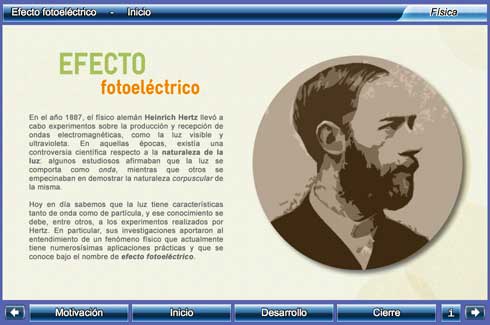 Efecto fotoeléctrico - Inicio
Física
EFECTO
fotoeléctrico
En el año 1887, el físico alemán Heinrich Hertz llevó a
cabo experimentos sobre la producción y recepción de
ondas electromagnéticas, como la luz visible y
ultravioleta. En aquellas épocas, existía una
controversia científica respecto a la naturaleza de la
luz: algunos estudiosos afirmaban que la luz se
comporta como onda, mientras que otros se
empecinaban en demostrar la naturaleza corpuscular de
la misma.
Hoy en día sabemos que la luz tiene características
tanto de onda como de partícula, y ese conocimiento se
debe, entre otros, a los experimentos realizados por
Hertz. En particular, sus investigaciones aportaron al
entendimiento de un fenómeno físico que actualmente
tiene numerosísimas aplicaciones prácticas y que se
conoce bajo el nombre de efecto fotoeléctrico.
Motivación Inicio Desarrollo Cierre i